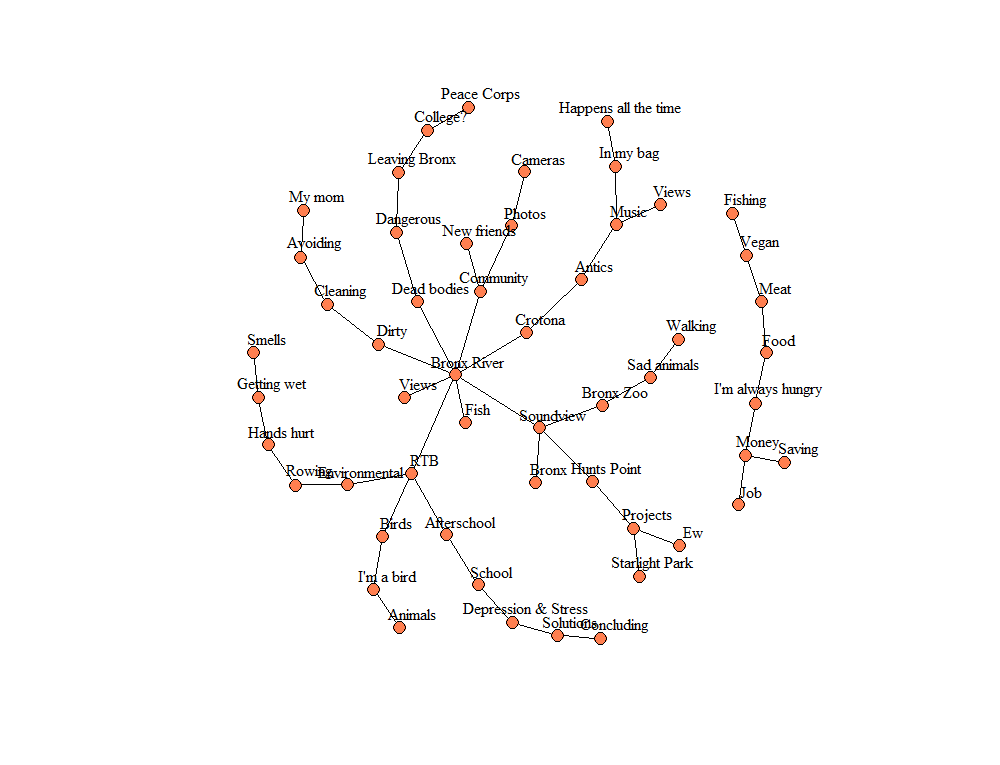 Peace Corps
College?
Happens all the time
Leaving Bronx
Cameras
In my bag
My mom
Views
Fishing
Dangerous
Photos
Music
New friends
Avoiding
Vegan
Community
Antics
Cleaning
Dead bodies
Meat
Crotona
Walking
Dirty
Smells
Food
Bronx River
Sad animals
Getting wet
Views
Bronx Zoo
I'm always hungry
Fish
Soundview
Hands hurt
Money
Saving
RTB
Rowing
Environmental
Bronx
Hunts Point
Job
Birds
Afterschool
Projects
Ew
I'm a bird
School
Starlight Park
Animals
Depression & Stress
Solutions
Concluding